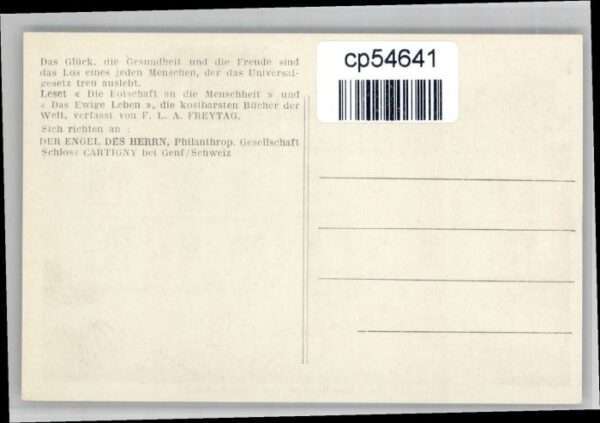 Das Glück, die Gesundheit und die Freude sind
das Los eines jeden Menschen, der das Universal-
gesetz treu auslebt.
Leset « Die Botschaft an die Menschheit » und
« Das Ewige Leben », die kostbarsten Bücher der
Welt, verfasst von F. L. A. FREYTAG.
Sich richten an :
DER ENGEL DES HERRN, Philanthrop. Gesellschaft
Schloss CARTIGNY bei Genf/Schweiz
cp54641